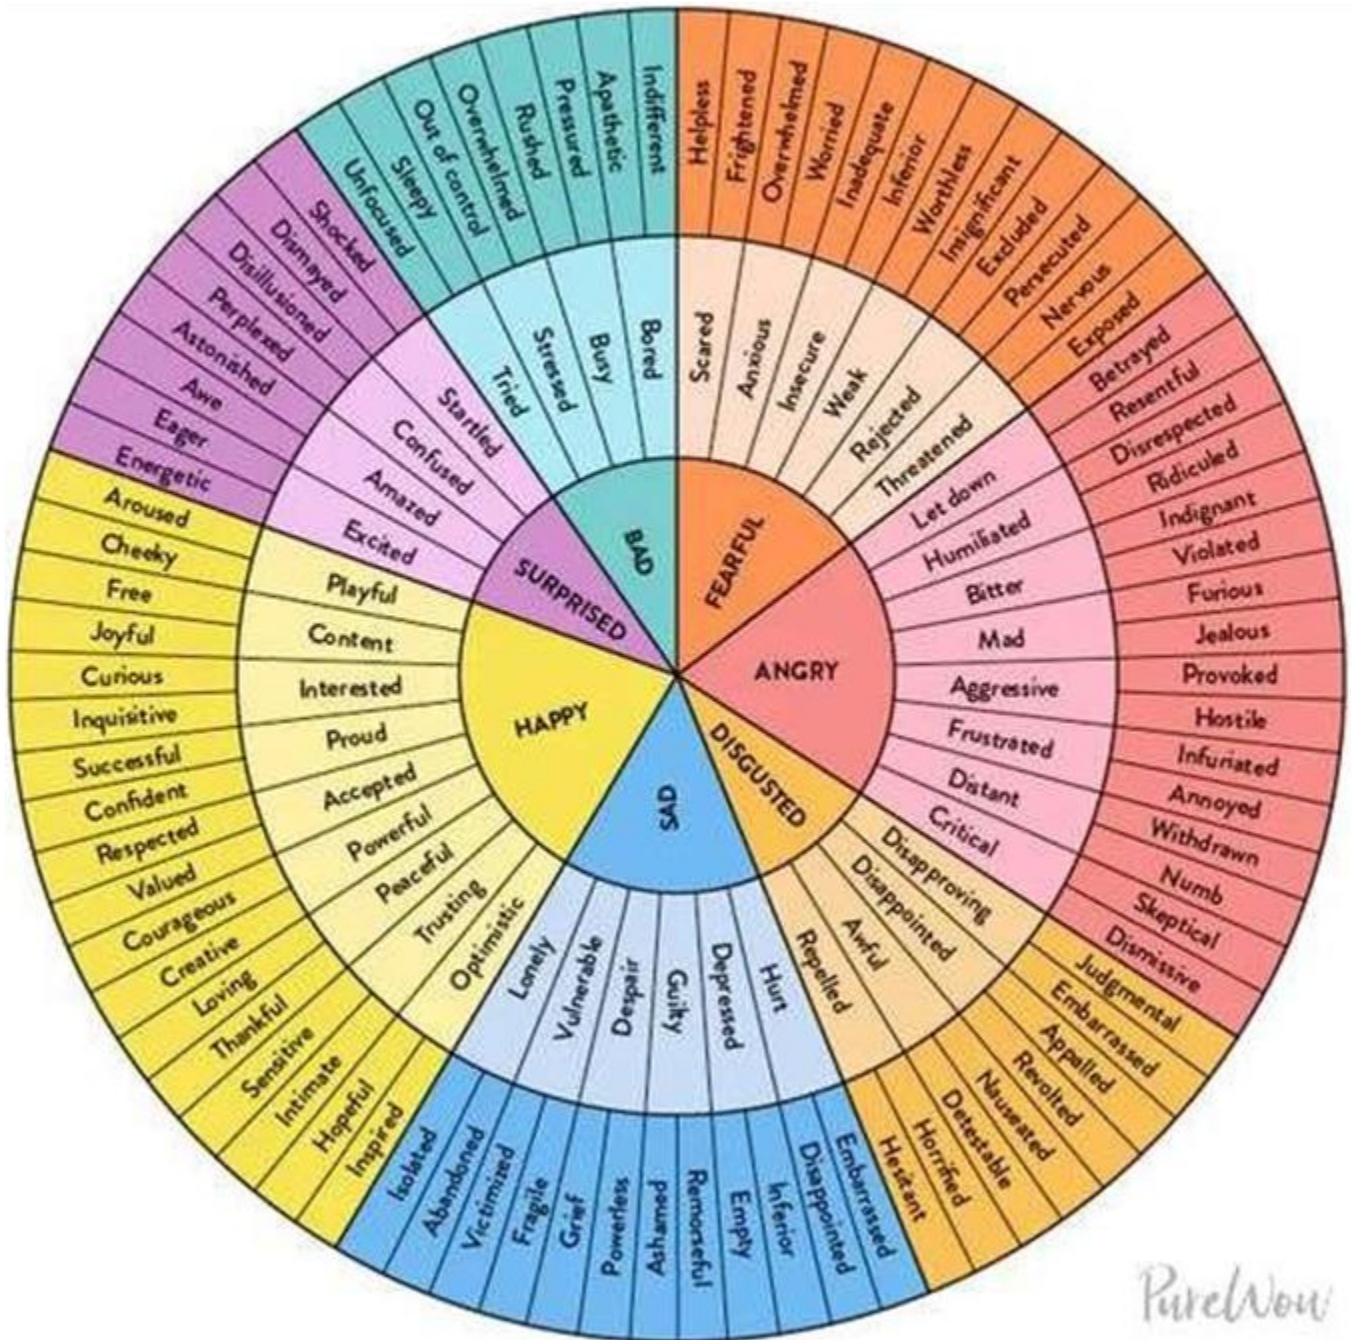 FEARFUL
Scared
Helpless
Frightened
Anxious
Overwhelmed
Worried
Insecure
Inadequate
Inferior
Weak
Worthless
Insignificant
Rejected
Excluded
Persecuted
Threatened
Nervous
Exposed
ANGRY
Let down
Betrayed
Resentful
Humiliated
Disrespected
Ridiculed
Bitter
Indignant
Violated
Mad
Furious
Jealous
Aggressive
Provoked
Hostile
Frustrated
Infuriated
Annoyed
Distant
Withdrawn
Numb
Critical
Skeptical
Dismissive
DISGUSTED
Disapproving
Judgmental
Embarrassed
Disappointed
Appalled
Revolted
Awful
Nauseated
Detestable
Repelled
Horrified
Hesitant
SAD
Hurt
Embarrassed
Disappointed
Depressed
Inferior
Empty
Guilty
Remorseful
Ashamed
Despair
Powerless
Grief
Vulnerable
Fragile
Victimized
Lonely
Abandoned
Isolated
HAPPY
Optimistic
Inspired
Hopeful
Trusting
Intimate
Sensitive
Peaceful
Thankful
Loving
Powerful
Creative
Courageous
Accepted
Valued
Respected
Proud
Confident
Successful
Interested
Inquisitive
Curious
Content
Joyful
Free
Playful
Cheeky
Aroused
SURPRISED
Excited
Energetic
Eager
Amazed
Awe
Astonished
Confused
Perplexed
Disillusioned
Startled
Dismayed
Shocked
BAD
Tried
Unfocused
Sleepy
Stressed
Out of control
Overwhelmed
Busy
Rushed
Pressured
Bored
Apathetic
Indifferent
PureWow